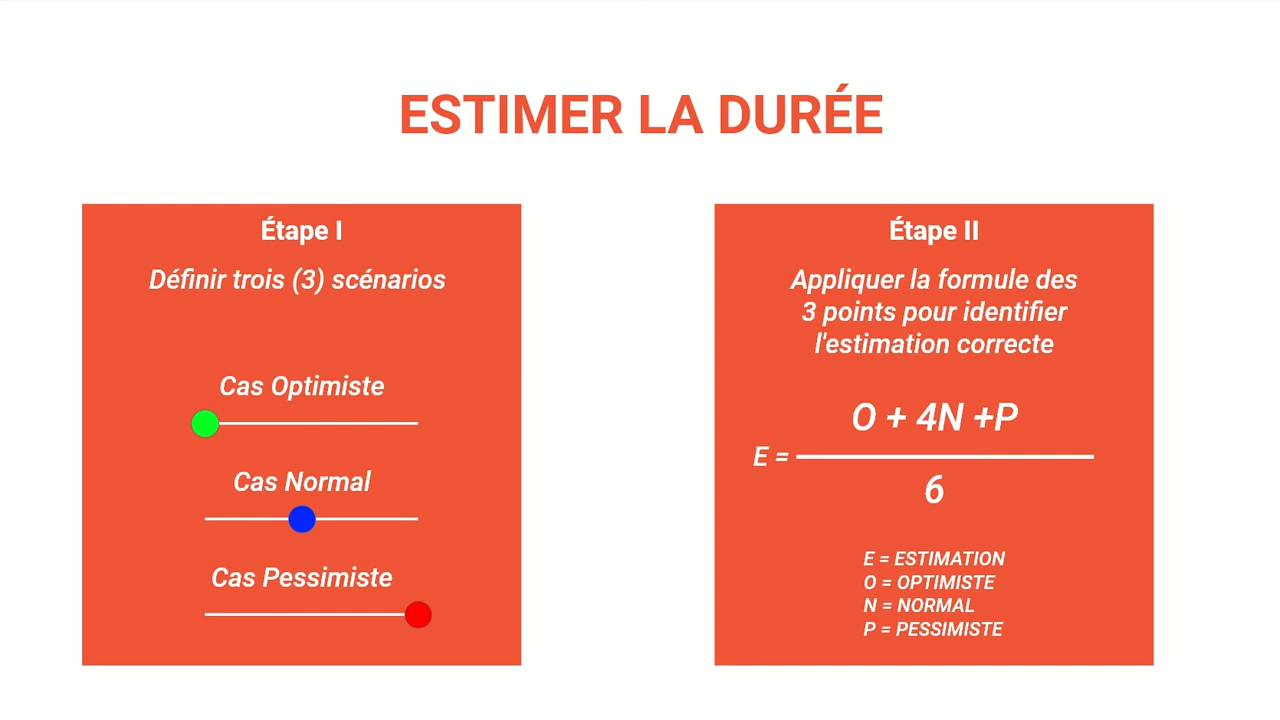 ESTIMER LA DURÉE
Étape I
Définir trois (3) scénarios
Cas Optimiste
Cas Normal
Cas Pessimiste
Étape II
Appliquer la formule des
3 points pour identifier
l'estimation correcte
O + 4N +P
E =
6
E = ESTIMATION
O = OPTIMISTE
N = NORMAL
P = PESSIMISTE